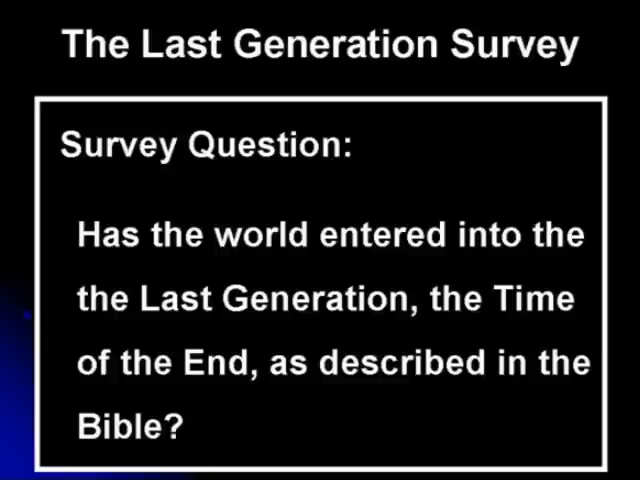 The Last Generation Survey
Survey Question:
Has the world entered into the
the Last Generation, the Time
of the End, as described in the
Bible?